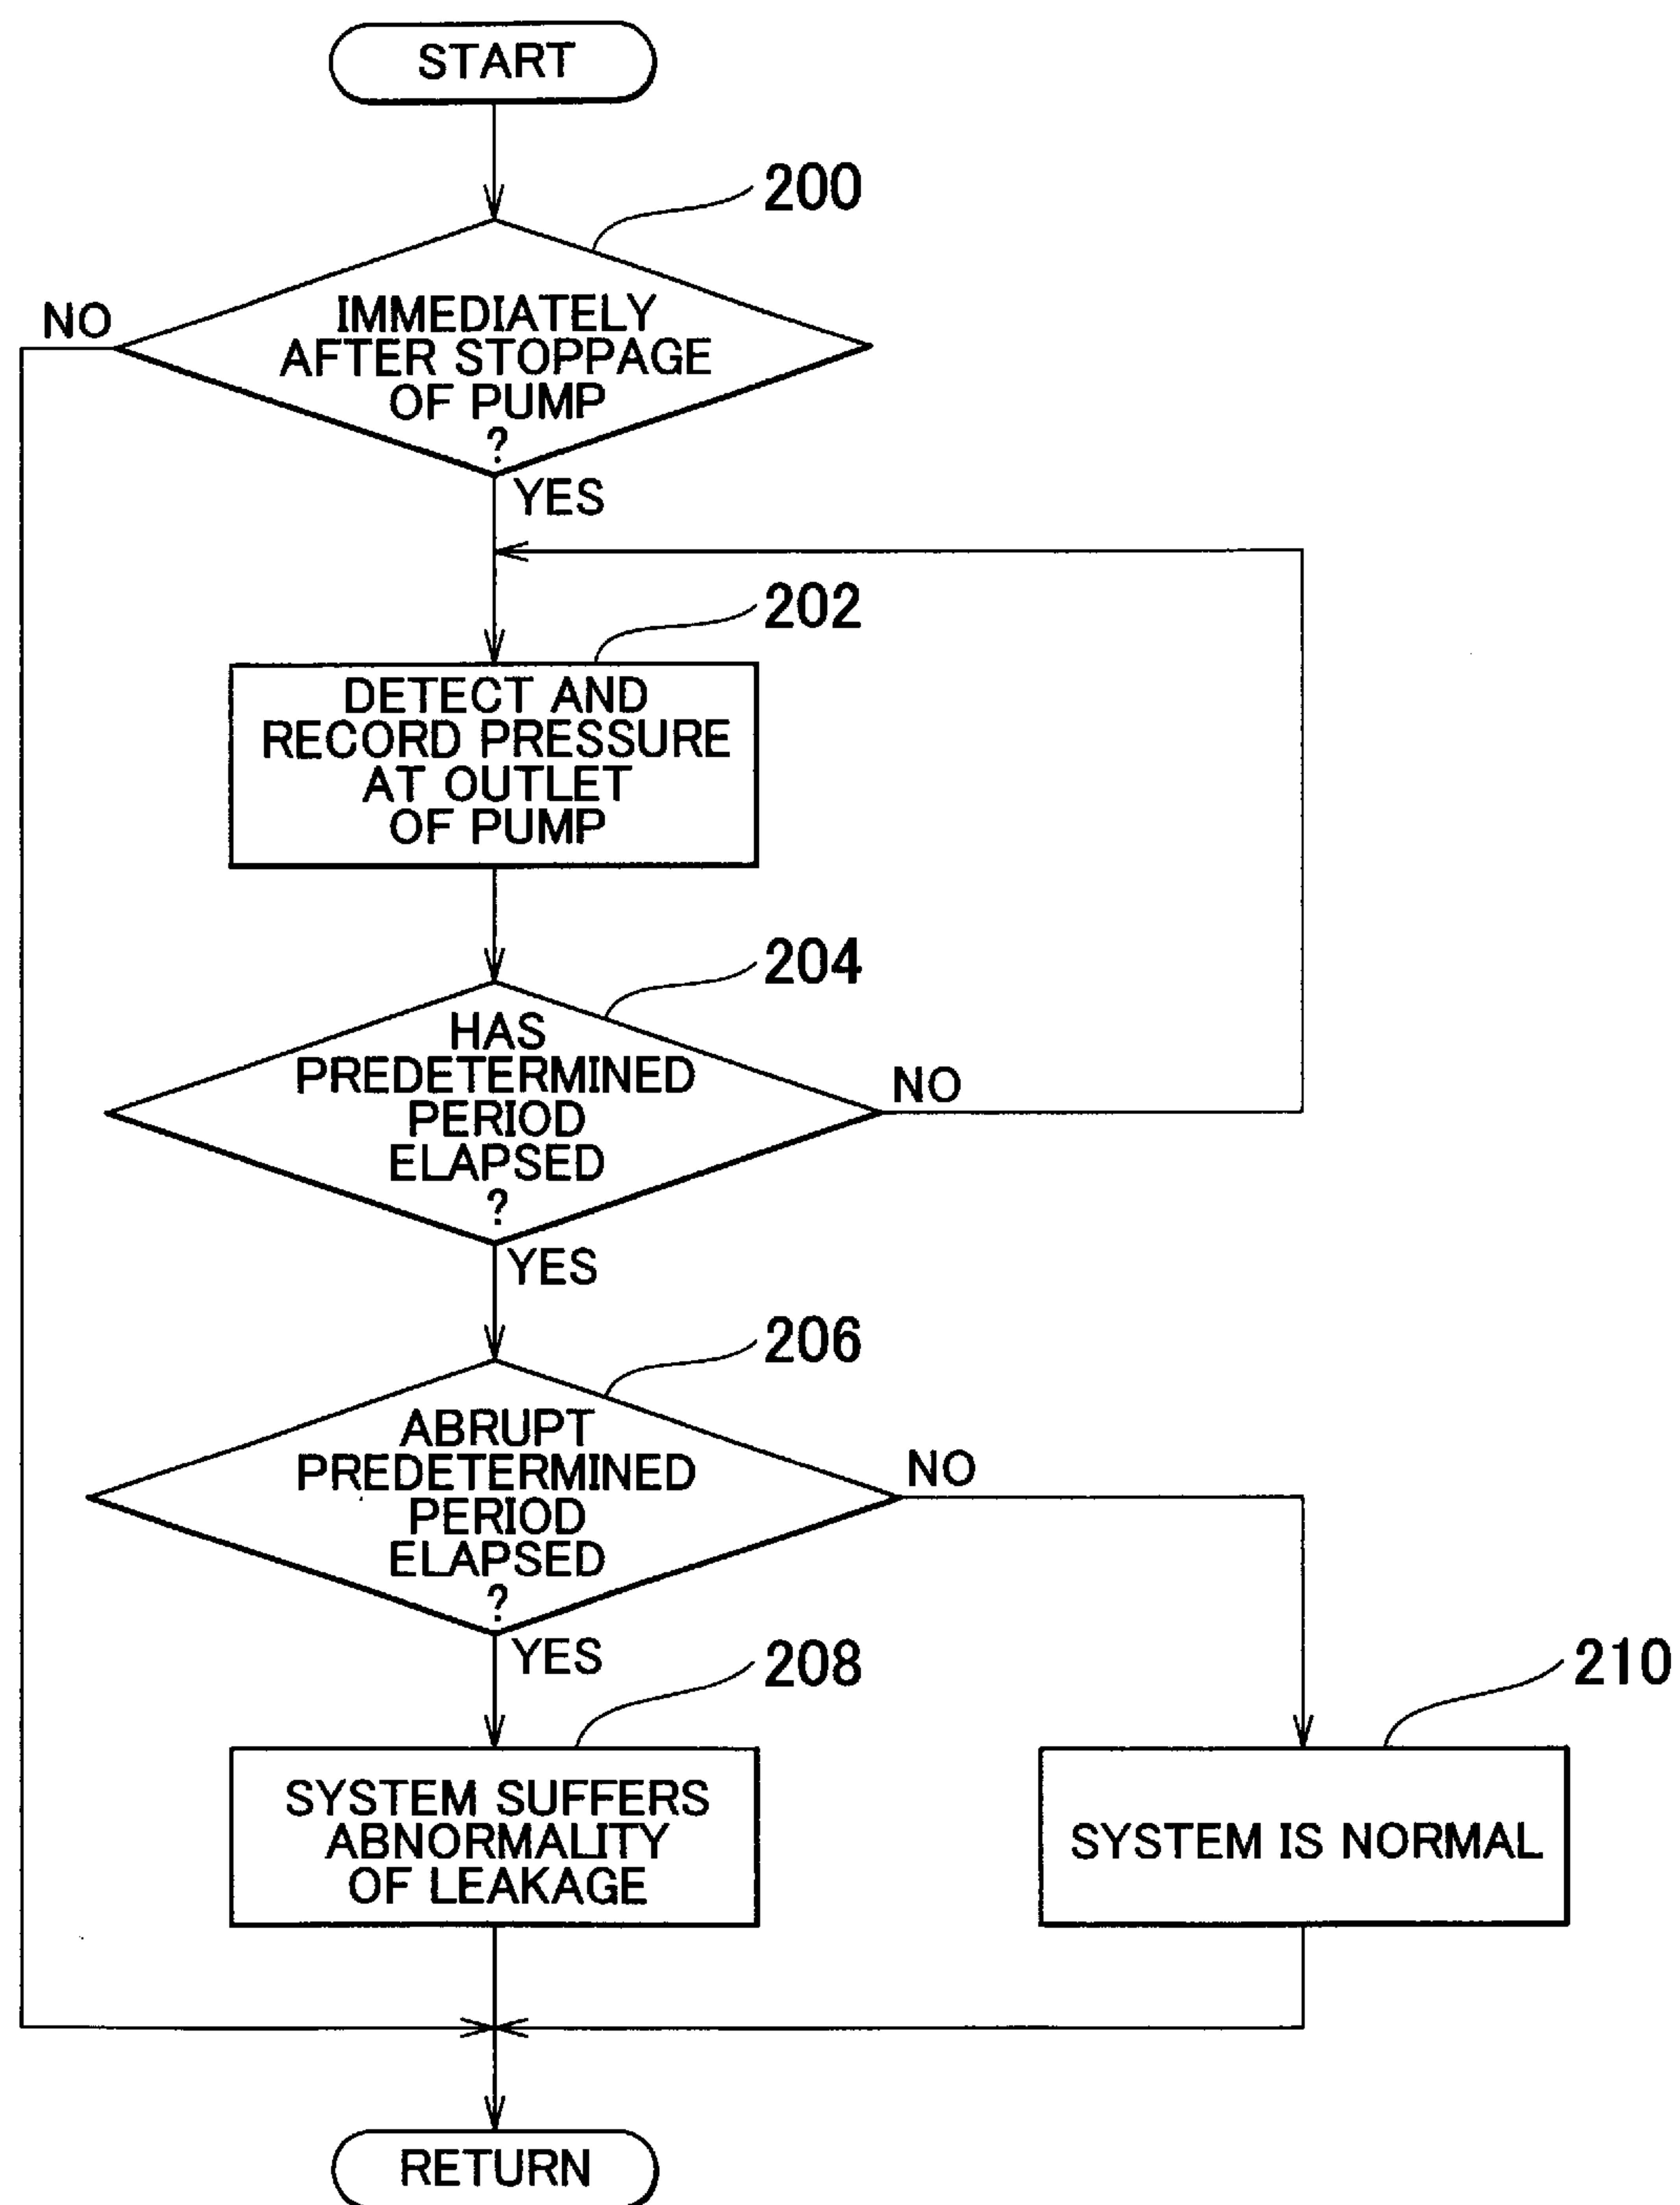 START
200
NO
IMMEDIATELY
AFTER STOPPAGE
OF PUMP
?
YES
202
DETECT AND
RECORD PRESSURE
AT OUTLET
OF PUMP
204
HAS
PREDETERMINED
PERIOD
ELAPSED
?
NO
YES
206
ABRUPT
PREDETERMINED
PERIOD
ELAPSED
?
NO
YES
208
210
SYSTEM SUFFERS
ABNORMALITY
OF LEAKAGE
SYSTEM IS NORMAL
RETURN